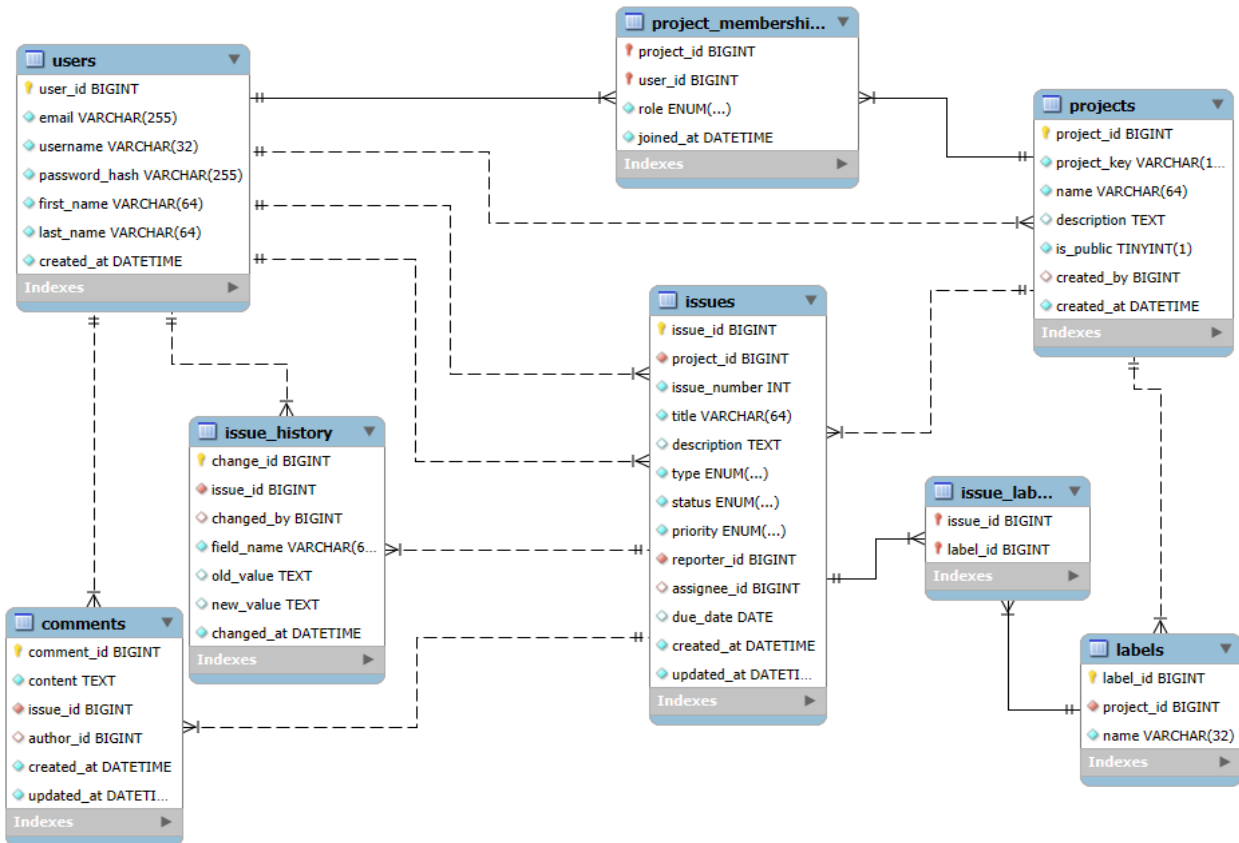 users
user_id BIGINT
email VARCHAR(255)
username VARCHAR(32)
password_hash VARCHAR(255)
first_name VARCHAR(64)
last_name VARCHAR(64)
created_at DATETIME
Indexes
project_membershi...
project_id BIGINT
user_id BIGINT
role ENUM(...)
joined_at DATETIME
Indexes
projects
project_id BIGINT
project_key VARCHAR(1...
name VARCHAR(64)
description TEXT
is_public TINYINT(1)
created_by BIGINT
created_at DATETIME
Indexes
issues
issue_id BIGINT
project_id BIGINT
issue_number INT
title VARCHAR(64)
description TEXT
type ENUM(...)
status ENUM(...)
priority ENUM(...)
reporter_id BIGINT
assignee_id BIGINT
due_date DATE
created_at DATETIME
updated_at DATETI...
Indexes
issue_history
change_id BIGINT
issue_id BIGINT
changed_by BIGINT
field_name VARCHAR(6...
old_value TEXT
new_value TEXT
changed_at DATETIME
Indexes
issue_lab...
issue_id BIGINT
label_id BIGINT
Indexes
comments
comment_id BIGINT
content TEXT
issue_id BIGINT
author_id BIGINT
created_at DATETIME
updated_at DATETI...
Indexes
labels
label_id BIGINT
project_id BIGINT
name VARCHAR(32)
Indexes